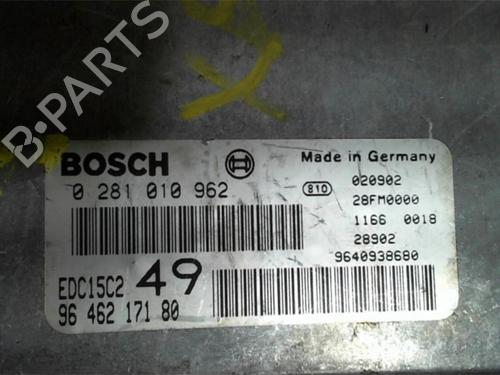 B-PARTS
BOSCH
Made in Germany
0 281 010 962
810
020902
28FM0000
1166 0018
28902
9640938680
EDC15C2 49
96 462 171 80